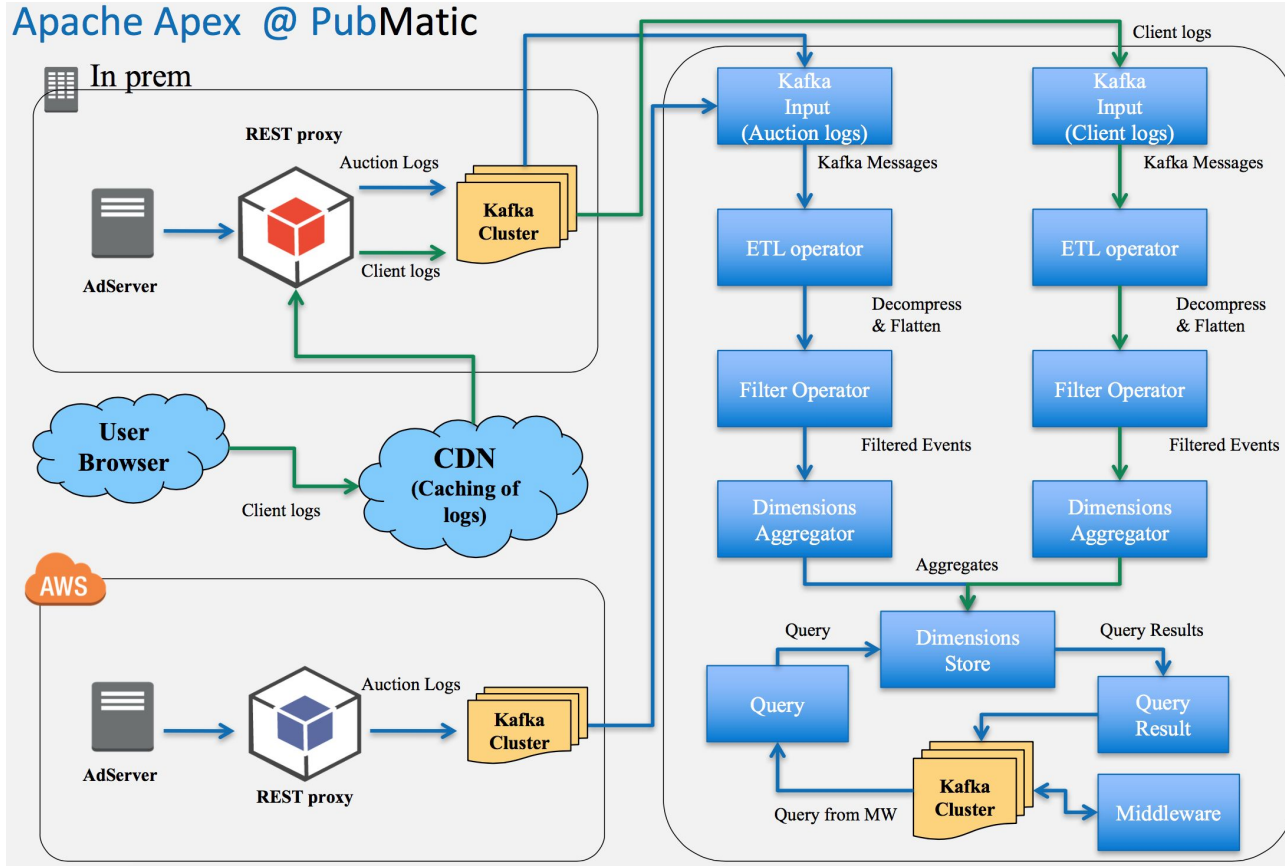 Apache Apex @ PubMatic
In prem
REST proxy
Auction Logs
Client logs
Kafka
Cluster
AdServer
User
Browser
Client logs
CDN
(Caching of
logs)
AWS
Auction Logs
Kafka
Cluster
AdServer
REST proxy
Client logs
Kafka
Input
(Auction logs)
Kafka
Input
(Client logs)
Kafka Messages
Kafka Messages
ETL operator
ETL operator
Decompress
& Flatten
Decompress
& Flatten
Filter Operator
Filter Operator
Filtered Events
Filtered Events
Dimensions
Aggregator
Dimensions
Aggregator
Aggregates
Query
Dimensions
Store
Query Results
Query
Query
Result
Kafka
Cluster
Query from MW
Middleware